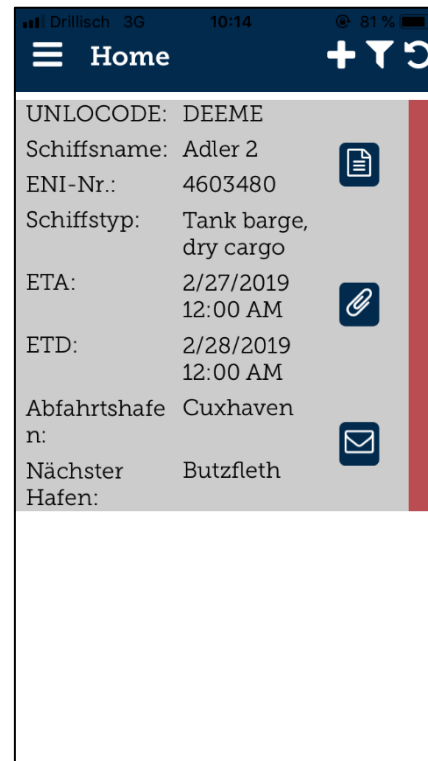 Drillisch 3G 10:14 81 %
Home
UNLOCODE: DEEME
Schiffsname: Adler 2
ENI-Nr.: 4603480
Schiffstyp: Tank barge,
dry cargo
ETA: 2/27/2019
12:00 AM
ETD: 2/28/2019
12:00 AM
Abfahrtshafe Cuxhaven
n:
Nächster Butzfleth
Hafen: